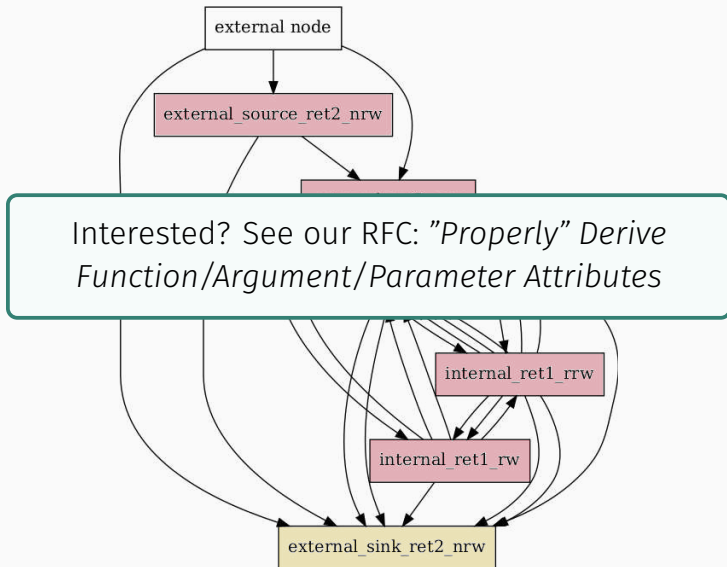 external node
external_source_ret2_nrw
Interested? See our RFC: ”Properly” Derive
Function/Argument/Parameter Attributes
internal_ret1_rrw
internal_ret1_rw
external_sink_ret2_nrw